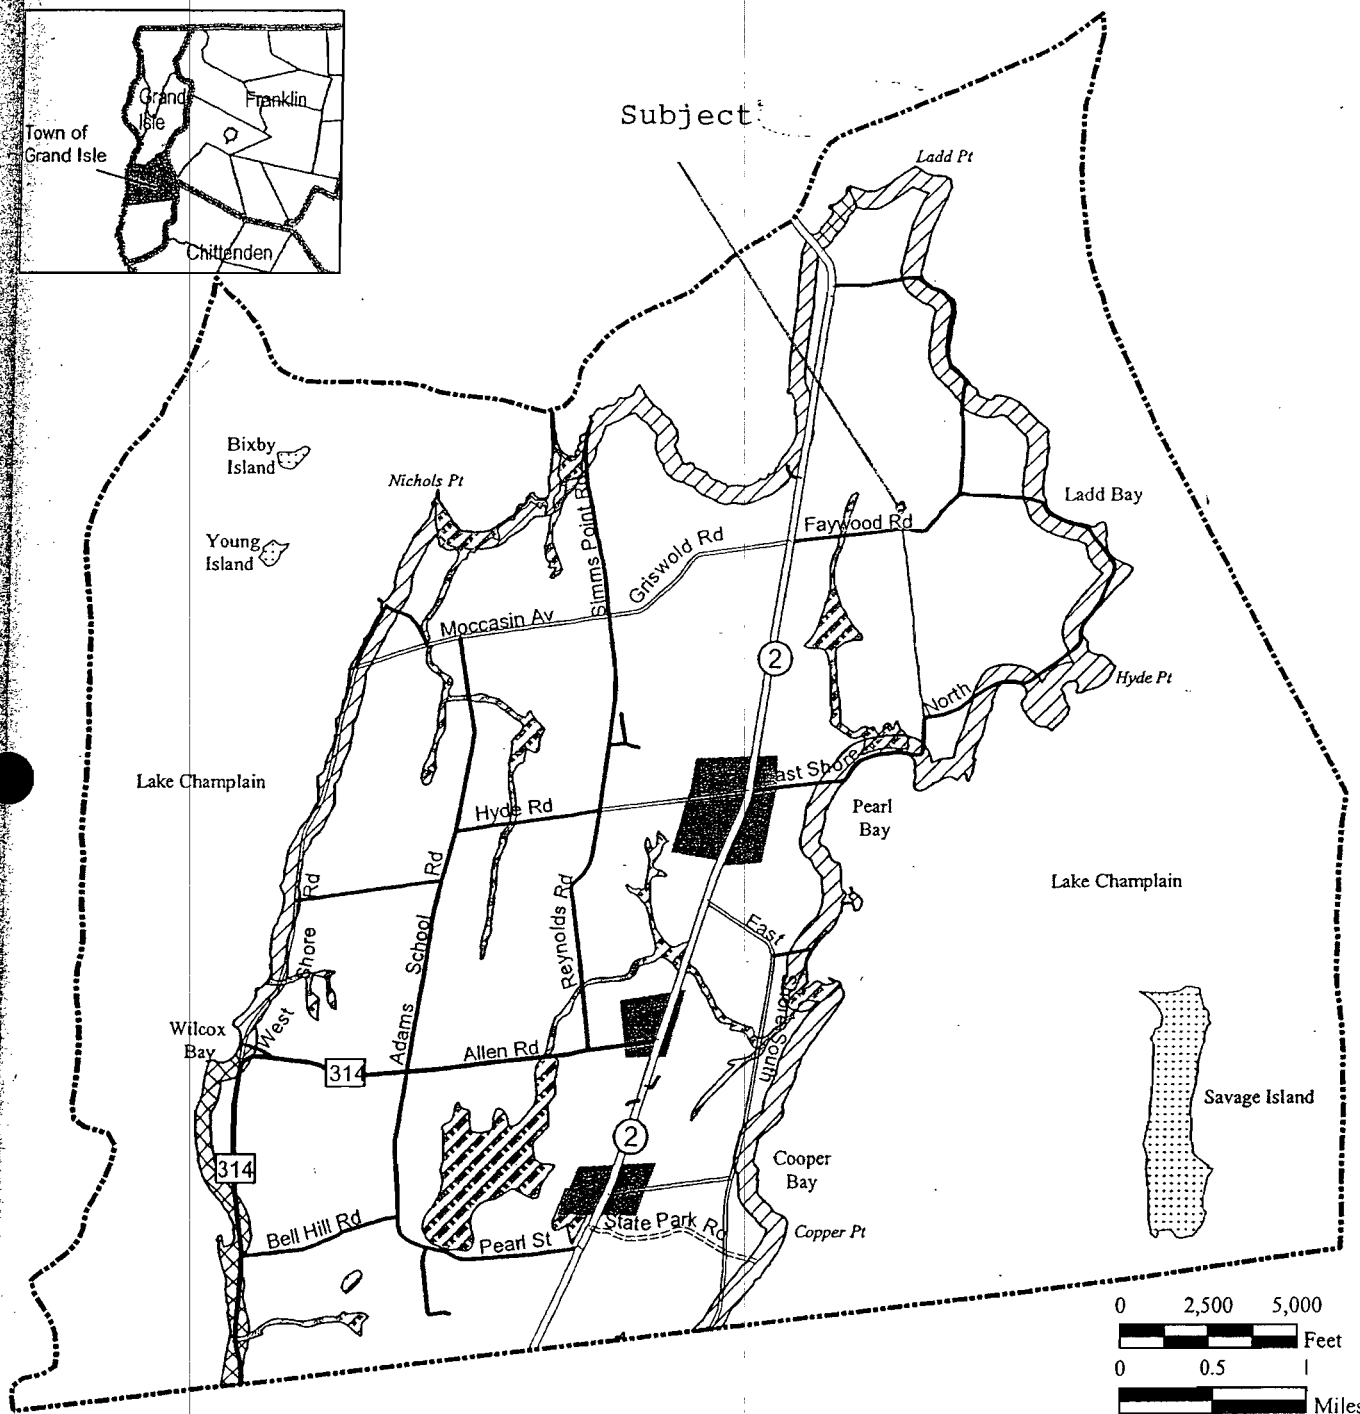 Grand
Isle
Franklin
Town of
Grand Isle
Chittenden
Subject
Ladd Pt
Bixby
Island
Nichols Pt
Young
Island
Simms Point Rd
Griswold Rd
Faywood Rd
Ladd Bay
Moccasin Av
2
Hyde Pt
North
Lake Champlain
East Shore
Hyde Rd
Pearl
Bay
Rd
Rd
Lake Champlain
Shore
School
Reynolds Rd
East
Wilcox
Bay
West
Adams
Allen Rd
Shore South
314
Savage Island
2
314
Cooper
Bay
Bell Hill Rd
Pearl St
State Park Rd
Copper Pt
0 2,500 5,000
Feet
0 0.5 1
Miles